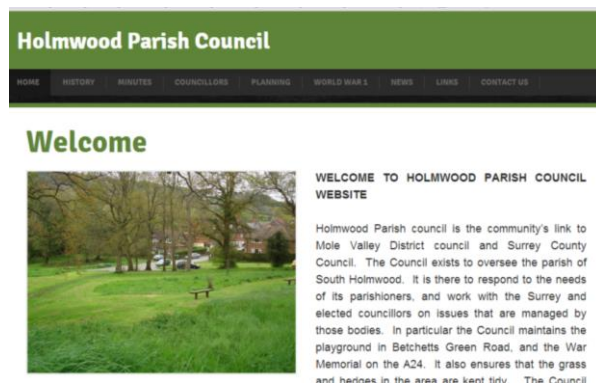 Holmwood Parish Council
HOME HISTORY MINUTES COUNCILLORS PLANNING WORLD WAR 1 NEWS LINKS CONTACT US
Welcome
WELCOME TO HOLMWOOD PARISH COUNCIL
WEBSITE
Holmwood Parish council is the community's link to
Mole Valley District council and Surrey County
Council. The Council exists to oversee the parish of
South Holmwood. It is there to respond to the needs
of its parishioners, and work with the Surrey and
elected councillors on issues that are managed by
those bodies. In particular the Council maintains the
playground in Betchetts Green Road, and the War
Memorial on the A24. It also ensures that the grass
and hedges in the area are kept tidy. The Council